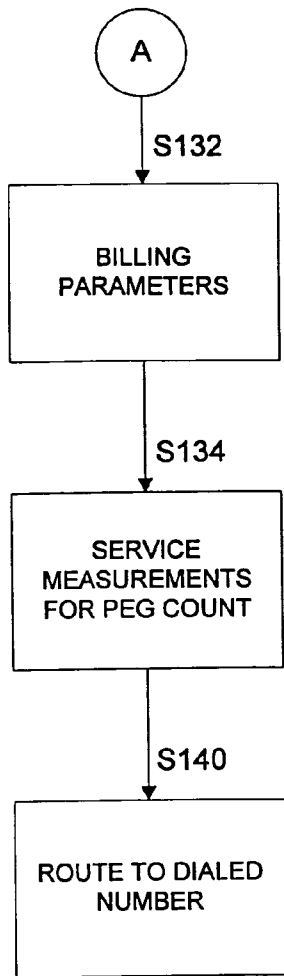 A
S132
BILLING
PARAMETERS
S134
SERVICE
MEASUREMENTS
FOR PEG COUNT
S140
ROUTE TO DIALED
NUMBER